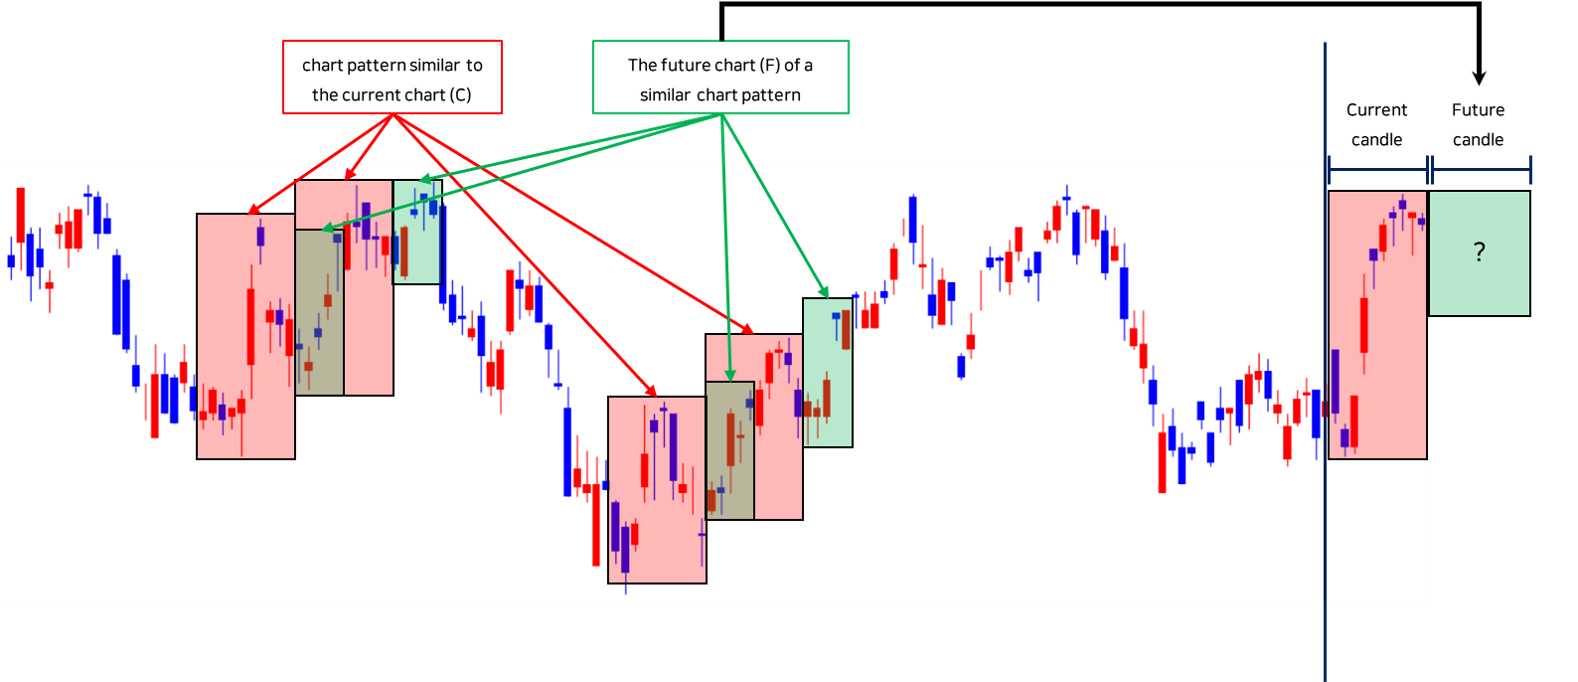 chart pattern similar to
the current chart (C)
The future chart (F) of a
similar chart pattern
Current
candle
Future
candle
?